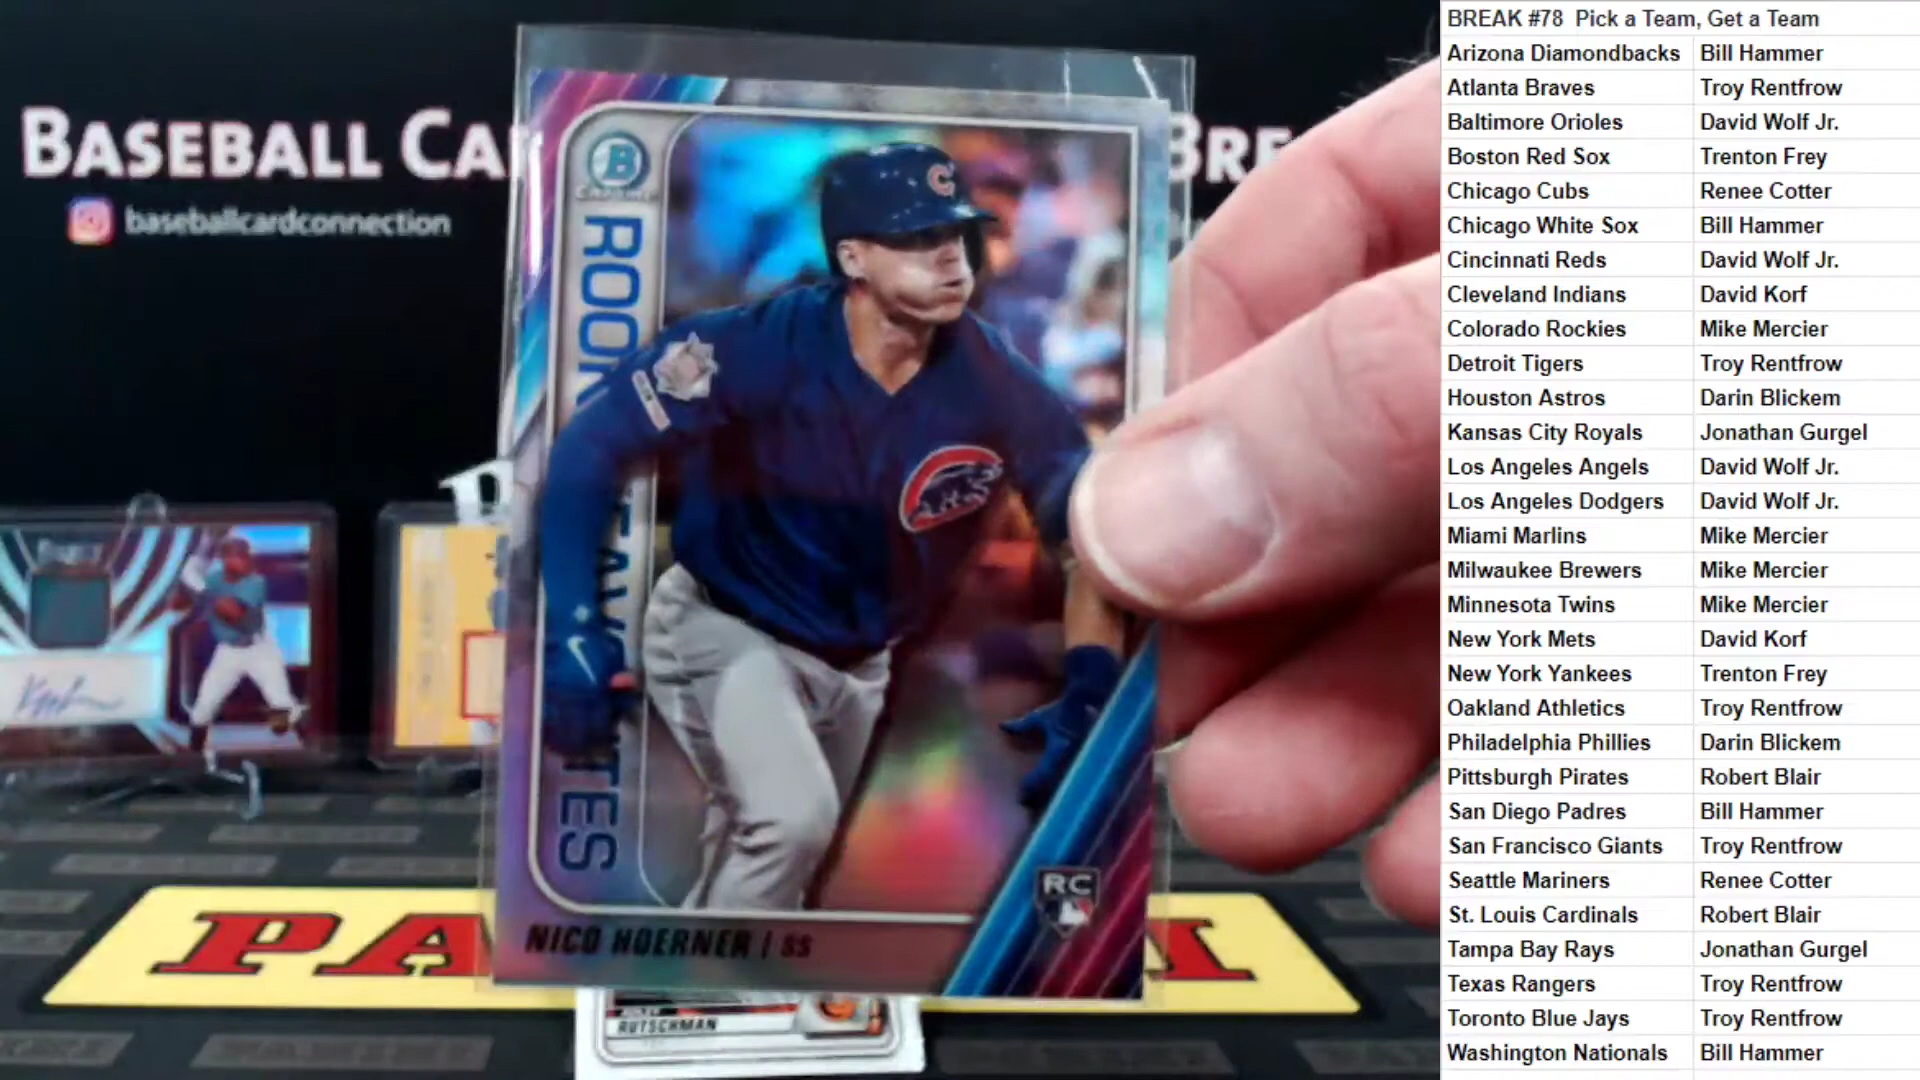 BREAK #78 Pick a Team, Get a Team
Arizona Diamondbacks Bill Hammer
Atlanta Braves Troy Rentfrow
Baltimore Orioles David Wolf Jr.
Boston Red Sox Trenton Frey
Chicago Cubs Renee Cotter
Chicago White Sox Bill Hammer
Cincinnati Reds David Wolf Jr.
Cleveland Indians David Korf
Colorado Rockies Mike Mercier
Detroit Tigers Troy Rentfrow
Houston Astros Darin Blickem
Kansas City Royals Jonathan Gurgel
Los Angeles Angels David Wolf Jr.
Los Angeles Dodgers David Wolf Jr.
Miami Marlins Mike Mercier
Milwaukee Brewers Mike Mercier
Minnesota Twins Mike Mercier
New York Mets David Korf
New York Yankees Trenton Frey
Oakland Athletics Troy Rentfrow
Philadelphia Phillies Darin Blickem
Pittsburgh Pirates Robert Blair
San Diego Padres Bill Hammer
San Francisco Giants Troy Rentfrow
Seattle Mariners Renee Cotter
St. Louis Cardinals Robert Blair
Tampa Bay Rays Jonathan Gurgel
Texas Rangers Troy Rentfrow
Toronto Blue Jays Troy Rentfrow
Washington Nationals Bill Hammer
BASEBALL CA BRE
baseballcardconnection
B
CHROME
ROOK AV TES
C
NICO HOERNER | SS
RC
PA I
RUTSCHMAN